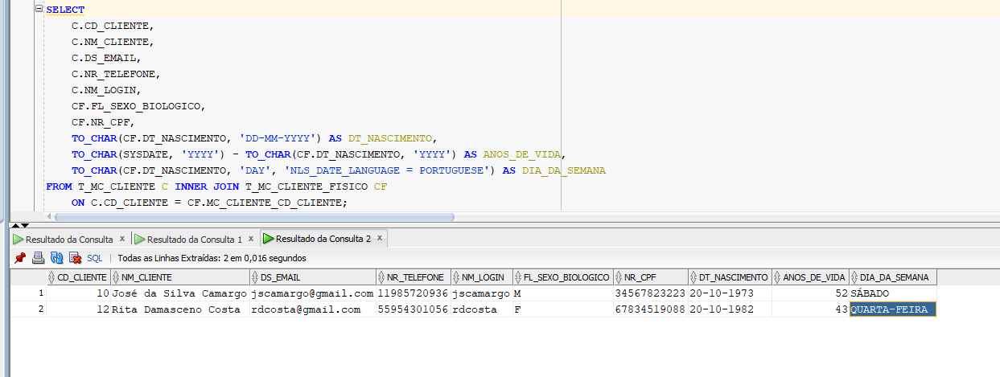 SELECT
C.CD_CLIENTE,
C.NM_CLIENTE,
C.DS_EMAIL,
C.NR_TELEFONE,
C.NM_LOGIN,
CF.FL_SEXO_BIOLOGICO,
CF.NR_CPF,
TO_CHAR(CF.DT_NASCIMENTO, 'DD-MM-YYYY') AS DT_NASCIMENTO,
TO_CHAR(SYSDATE, 'YYYY') - TO_CHAR(CF.DT_NASCIMENTO, 'YYYY') AS ANOS_DE_VIDA,
TO_CHAR(CF.DT_NASCIMENTO, 'DAY', 'NLS_DATE_LANGUAGE = PORTUGUESE') AS DIA_DA_SEMANA
FROM T_MC_CLIENTE C INNER JOIN T_MC_CLIENTE_FISICO CF
ON C.CD_CLIENTE = CF.MC_CLIENTE_CD_CLIENTE;
Resultado da Consulta x Resultado da Consulta 1 x Resultado da Consulta 2 x
SQL | Todas as Linhas Extraídas: 2 em 0,016 segundos
CD_CLIENTE NM_CLIENTE DS_EMAIL NR_TELEFONE NM_LOGIN FL_SEXO_BIOLOGICO NR_CPF DT_NASCIMENTO ANOS_DE_VIDA DIA_DA_SEMANA
1 10 José da Silva Camargo jscamargo@gmail.com 11985720936 jscamargo M 34567823223 20-10-1973 52 SÁBADO
2 12 Rita Damasceno Costa rdcosta@gmail.com 55954301056 rdcosta F 67834519088 20-10-1982 43 QUARTA-FEIRA